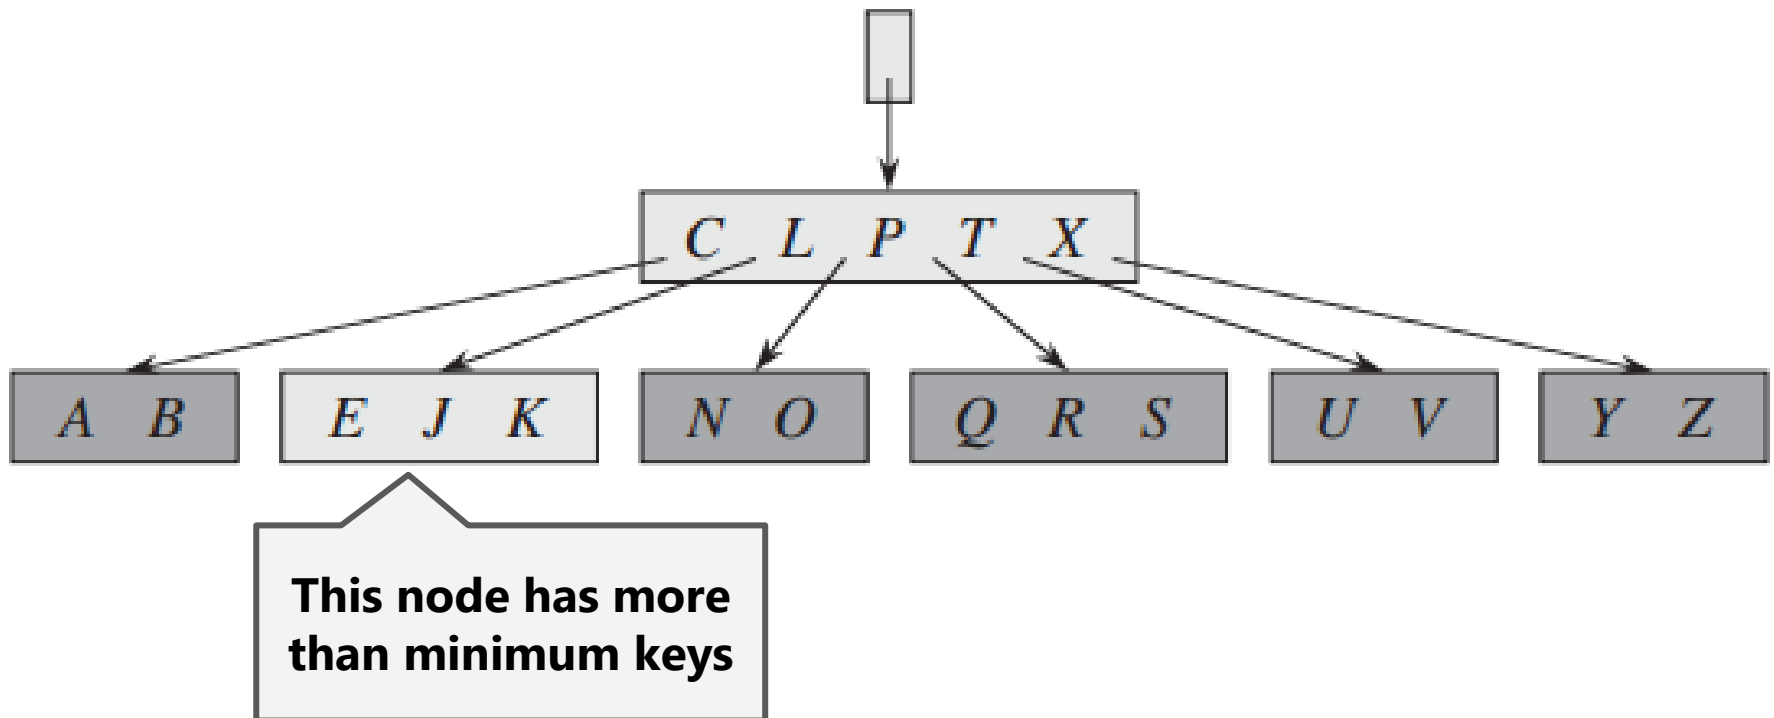 C L P T X
A B
E J K
N O
Q R S
U V
Y Z
This node has more
than minimum keys